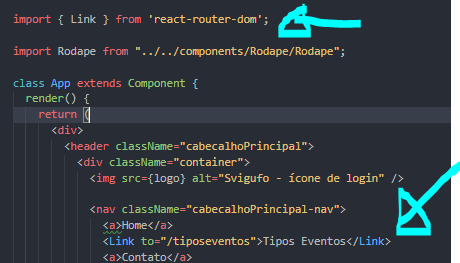 import { Link } from 'react-router-dom';
import Rodape from "../../components/Rodape/Rodape";
class App extends Component {
render() {
return (
<div>
<header className="cabecalhoPrincipal">
<div className="container">
<img src={logo} alt="Svigufo - ícone de login" />
<nav className="cabecalhoPrincipal-nav">
<a>Home</a>
<Link to="/tiposeventos">Tipos Eventos</Link>
<a>Contato</a>